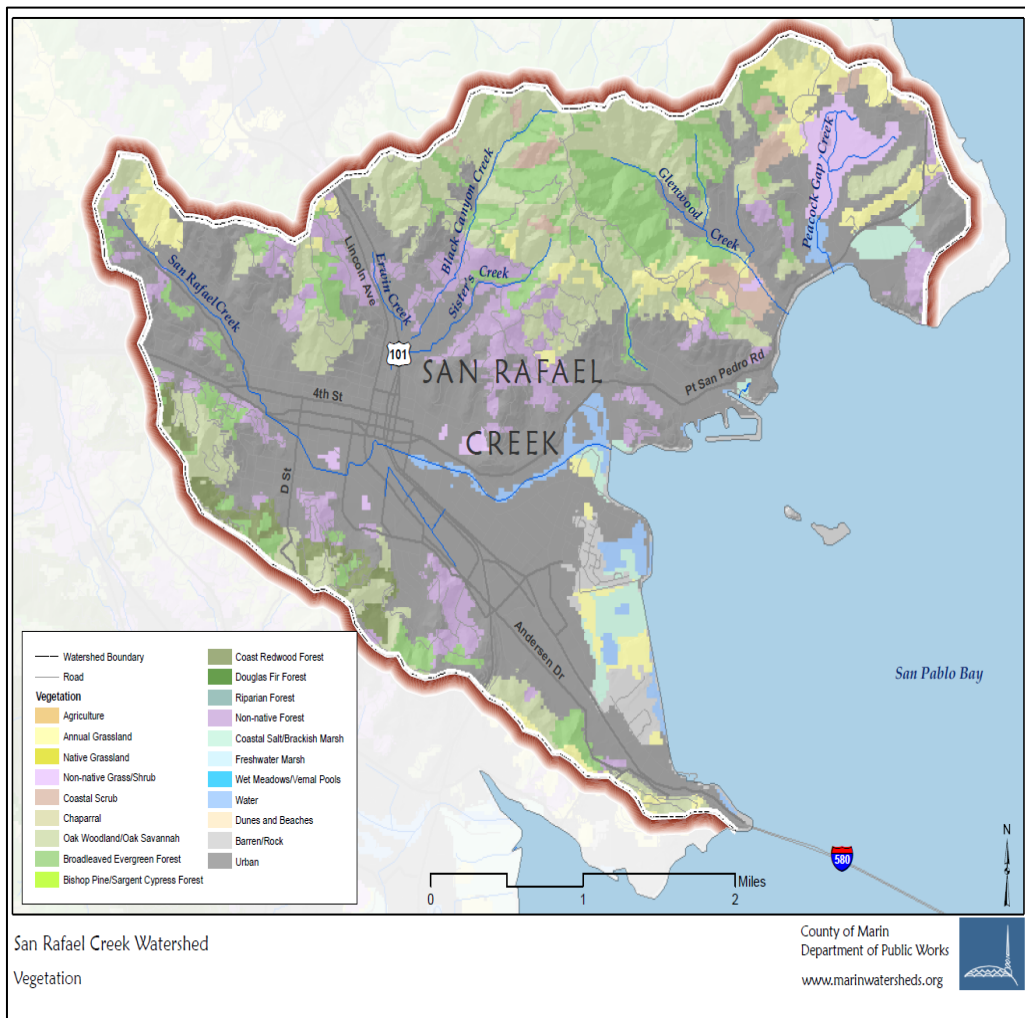 Peacock Gap Creek
Glenwood
Creek
Black Canyon Creek
Sister's Creek
Erwin Creek
Lincoln Ave
San Rafael Creek
101
SAN RAFAEL
CREEK
Pt San Pedro Rd
4th St
D St
Andersen Dr
San Pablo Bay
580
N
Watershed Boundary
Road
Vegetation
Agriculture
Annual Grassland
Native Grassland
Non-native Grass/Shrub
Coastal Scrub
Chaparral
Oak Woodland/Oak Savannah
Broadleaved Evergreen Forest
Bishop Pine/Sargent Cypress Forest
Coast Redwood Forest
Douglas Fir Forest
Riparian Forest
Non-native Forest
Coastal Salt/Brackish Marsh
Freshwater Marsh
Wet Meadows/Vernal Pools
Water
Dunes and Beaches
Barren/Rock
Urban
Miles
0 1 2
San Rafael Creek Watershed
Vegetation
County of Marin
Department of Public Works
www.marinwatersheds.org